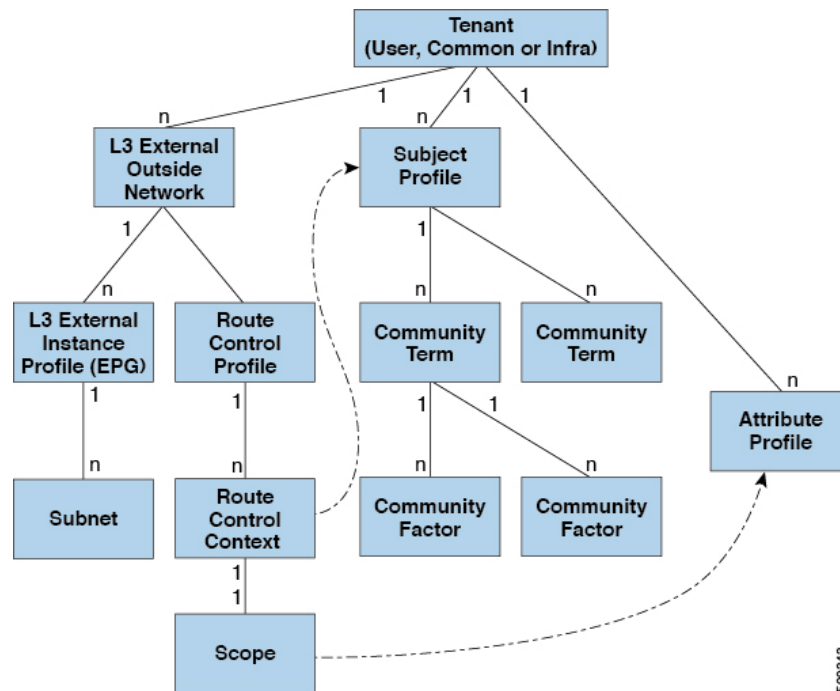 Tenant
(User, Common or Infra)
1
1
1
n
n
L3 External
Outside
Network
Subject
Profile
1
1
n
n
n
n
L3 External
Instance
Profile (EPG)
Route
Control
Profile
Community
Term
Community
Term
1
1
1
1
n
Attribute
Profile
n
n
n
n
Subnet
Route
Control
Context
Community
Factor
Community
Factor
1
1
Scope